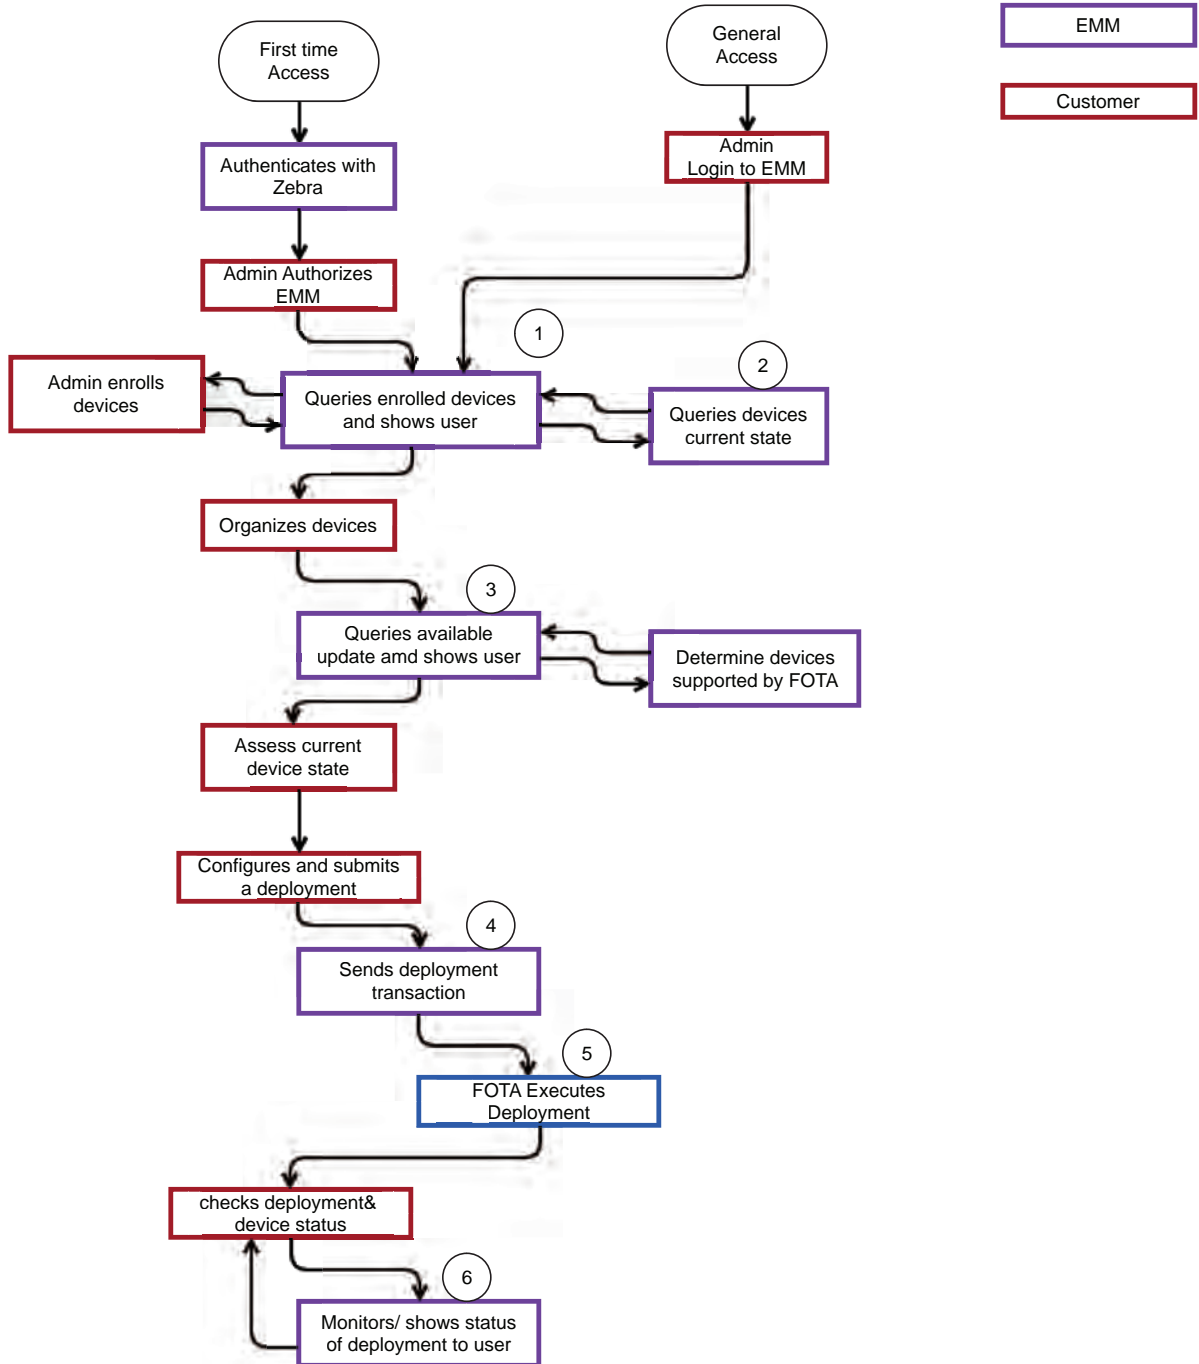 First time
Access
General
Access
EMM
Customer
Authenticates with
Zebra
Admin
Login to EMM
Admin Authorizes
EMM
1
Admin enrolls
devices
Queries enrolled devices
and shows user
2
Queries devices
current state
Organizes devices
3
Queries available
update amd shows user
Determine devices
supported by FOTA
Assess current
device state
Configures and submits
a deployment
4
Sends deployment
transaction
5
FOTA Executes
Deployment
checks deployment&
device status
6
Monitors/ shows status
of deployment to user